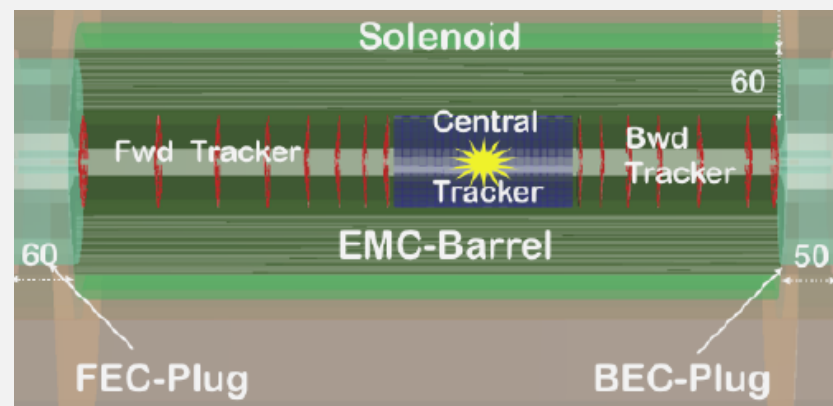 Solenoid
60
Central
Fwd Tracker
Bwd
Tracker
Tracker
EMC-Barrel
60
50
FEC-Plug
BEC-Plug